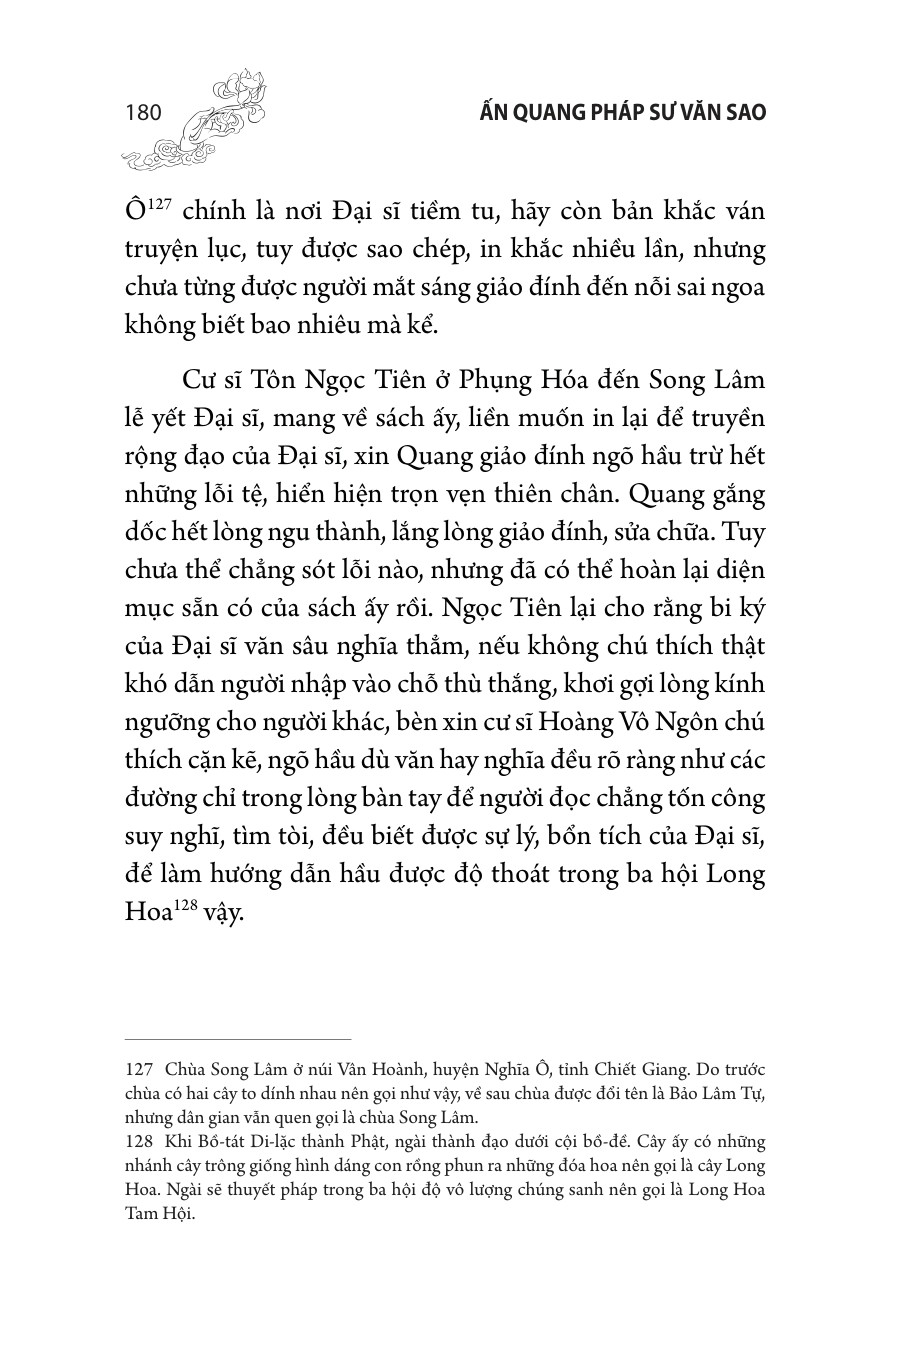 180
ẤN QUANG PHÁP SƯ VĂN SAO
Ô127 chính là nơi Đại sĩ tiềm tu, hãy còn bản khắc ván
truyện lục, tuy được sao chép, in khắc nhiều lần, nhưng
chưa từng được người mắt sáng giảo đính đến nỗi sai ngoa
không biết bao nhiêu mà kể.
Cư sĩ Tôn Ngọc Tiên ở Phụng Hóa đến Song Lâm
lễ yết Đại sĩ, mang về sách ấy, liền muốn in lại để truyền
rộng đạo của Đại sĩ, xin Quang giảo đính ngõ hầu trừ hết
những lỗi tệ, hiển hiện trọn vẹn thiên chân. Quang gắng
dốc hết lòng ngu thành, lắng lòng giảo đính, sửa chữa. Tuy
chưa thể chẳng sót lỗi nào, nhưng đã có thể hoàn lại diện
mục sẵn có của sách ấy rồi. Ngọc Tiên lại cho rằng bi ký
của Đại sĩ văn sâu nghĩa thẳm, nếu không chú thích thật
khó dẫn người nhập vào chỗ thù thắng, khơi gợi lòng kính
ngưỡng cho người khác, bèn xin cư sĩ Hoàng Vô Ngôn chú
thích cặn kẽ, ngõ hầu dù văn hay nghĩa đều rõ ràng như các
đường chỉ trong lòng bàn tay để người đọc chẳng tốn công
suy nghĩ, tìm tòi, đều biết được sự lý, bổn tích của Đại sĩ,
để làm hướng dẫn hầu được độ thoát trong ba hội Long
Hoa128 vậy.
127 Chùa Song Lâm ở núi Vân Hoành, huyện Nghĩa Ô, tỉnh Chiết Giang. Do trước
chùa có hai cây to dính nhau nên gọi như vậy, về sau chùa được đổi tên là Bảo Lâm Tự,
nhưng dân gian vẫn quen gọi là chùa Song Lâm.
128 Khi Bồ-tát Di-lặc thành Phật, ngài thành đạo dưới cội bồ-đề. Cây ấy có những
nhánh cây trông giống hình dáng con rồng phun ra những đóa hoa nên gọi là cây Long
Hoa. Ngài sẽ thuyết pháp trong ba hội độ vô lượng chúng sanh nên gọi là Long Hoa
Tam Hội.